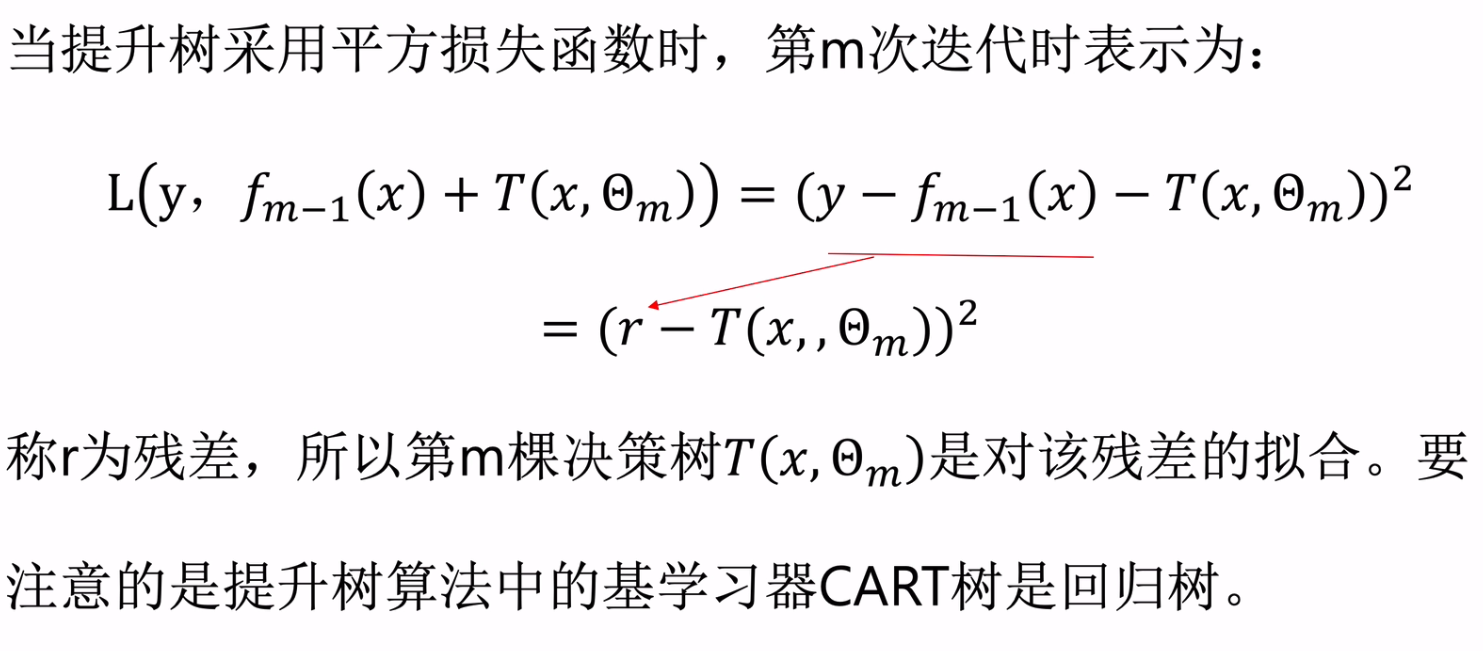 当提升树采用平方损失函数时，第m次迭代时表示为：
L(y，f_{m−1}(x) + T(x, Θ_m)) = (y − f_{m−1}(x) − T(x, Θ_m))²
= (r − T(x, , Θ_m))²
称r为残差，所以第m棵决策树T(x, Θ_m)是对该残差的拟合。要
注意的是提升树算法中的基学习器CART树是回归树。